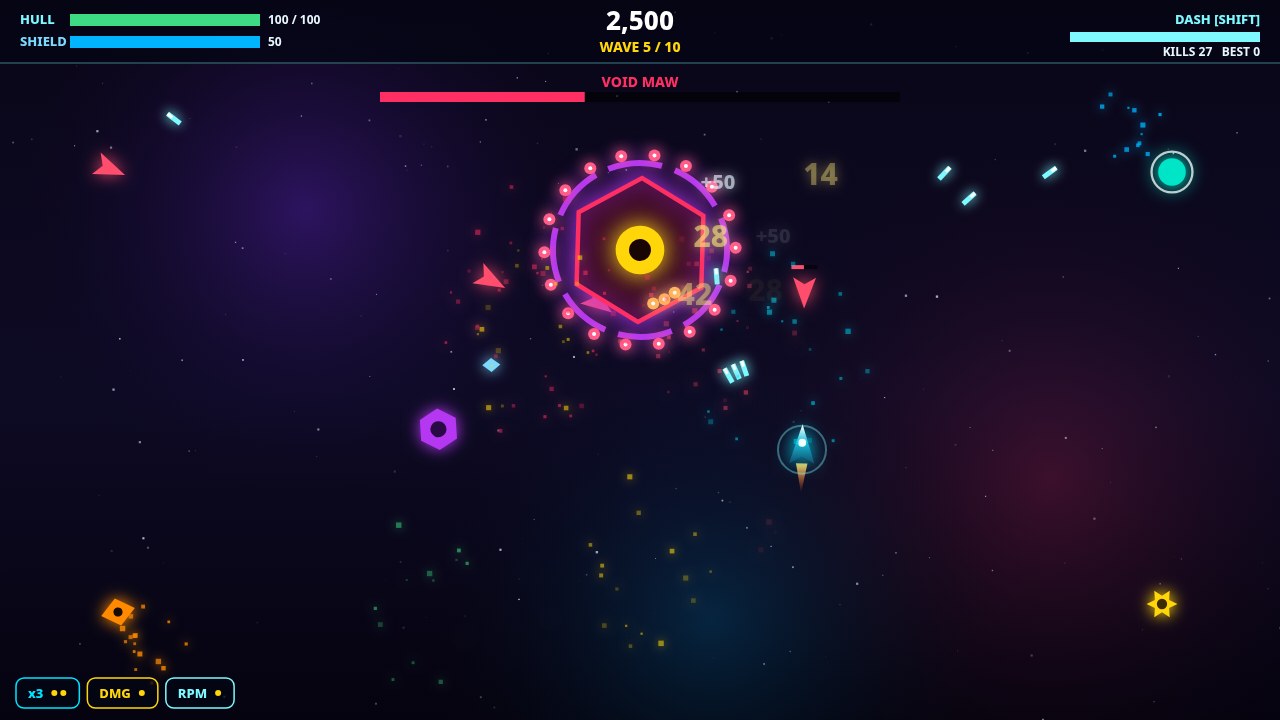 HULL 100 / 100
SHIELD 50
2,500
WAVE 5 / 10
DASH [SHIFT]
KILLS 27 BEST 0
VOID MAW
+50
14
28
+50
42
28
x3
DMG
RPM